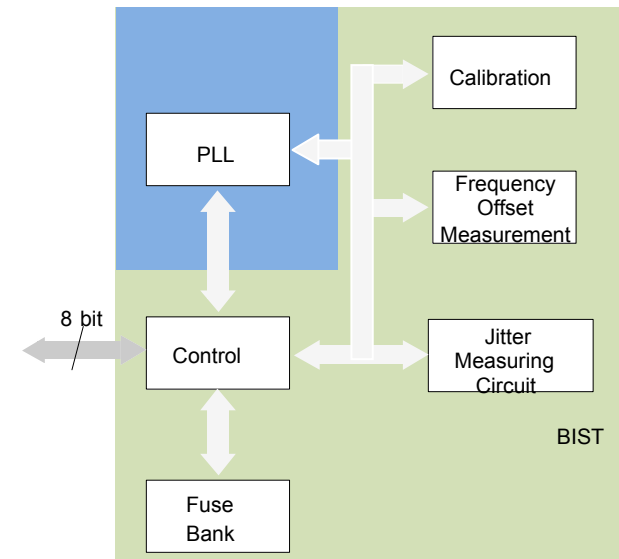 Calibration
PLL
Frequency
Offset
Measurement
8 bit
Control
Jitter
Measuring
Circuit
BIST
Fuse
Bank